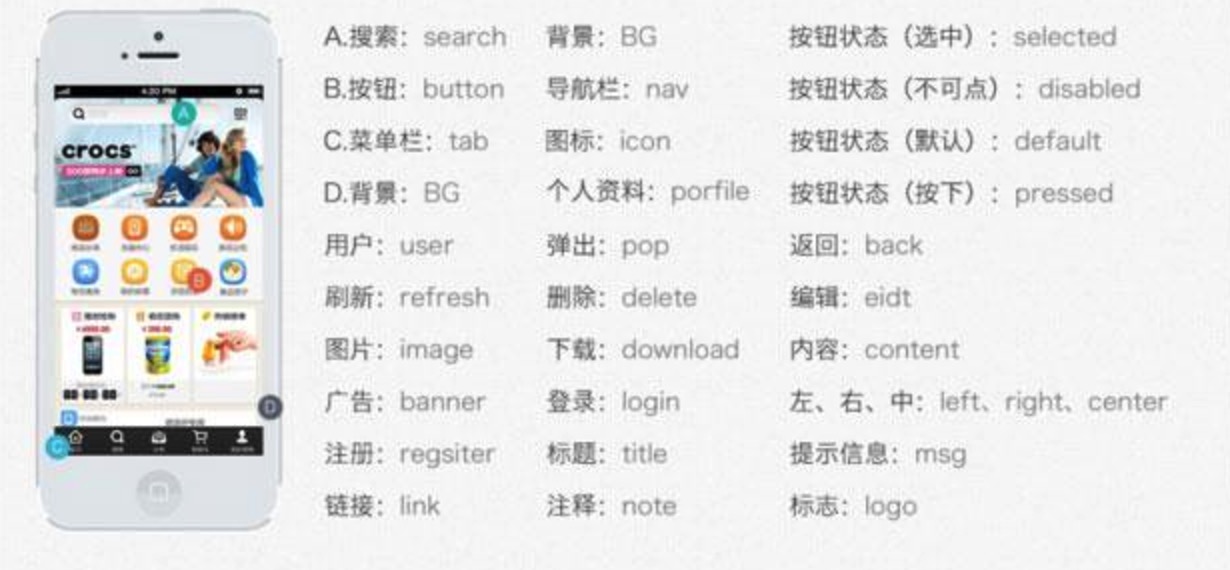 4:20 PM
A
crocs
GO
B
D
C
A.搜索：search
B.按钮：button
C.菜单栏：tab
D.背景：BG
用户：user
刷新：refresh
图片：image
广告：banner
注册：regsiter
链接：link
背景：BG
导航栏：nav
图标：icon
个人资料：porfile
弹出：pop
删除：delete
下载：download
登录：login
标题：title
注释：note
按钮状态（选中）：selected
按钮状态（不可点）：disabled
按钮状态（默认）：default
按钮状态（按下）：pressed
返回：back
编辑：eidt
内容：content
左、右、中：left、right、center
提示信息：msg
标志：logo